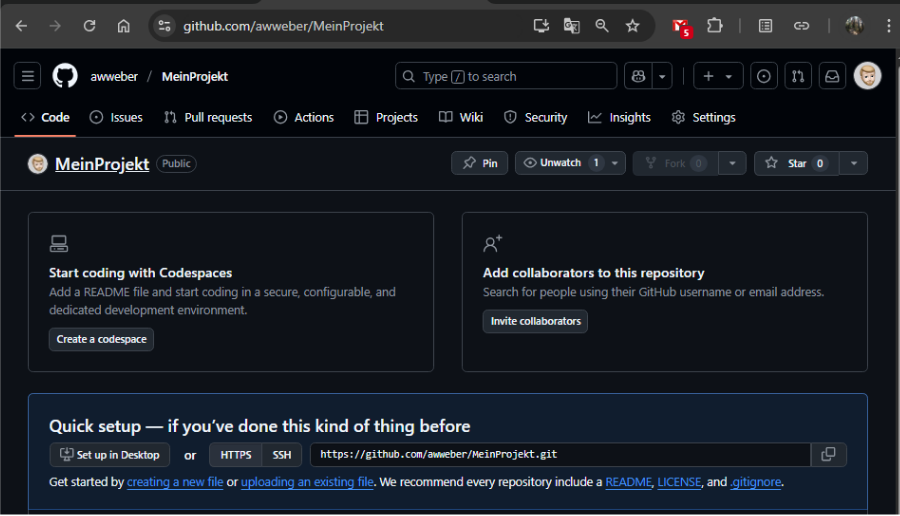 github.com/awweber/MeinProjekt
5
awweber / MeinProjekt
Type / to search
Code Issues Pull requests Actions Projects Wiki Security Insights Settings
MeinProjekt Public
Pin Unwatch 1 Fork 0 Star 0
Start coding with Codespaces
Add a README file and start coding in a secure, configurable, and
dedicated development environment.
Create a codespace
Add collaborators to this repository
Search for people using their GitHub username or email address.
Invite collaborators
Quick setup — if you’ve done this kind of thing before
Set up in Desktop or HTTPS SSH https://github.com/awweber/MeinProjekt.git
Get started by creating a new file or uploading an existing file. We recommend every repository include a README, LICENSE, and .gitignore.